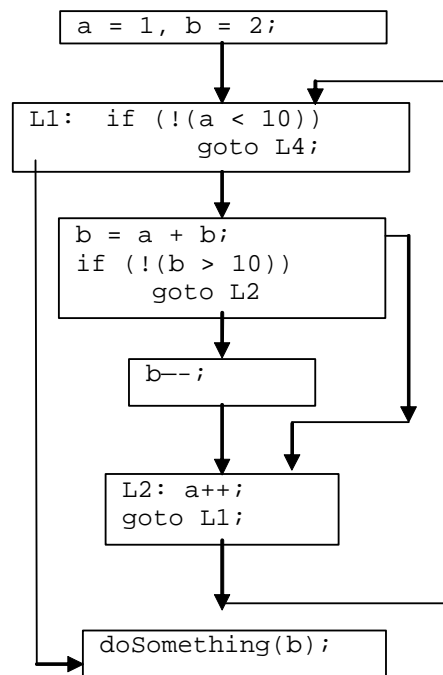 a = 1, b = 2;
L1:  if (!(a < 10))
goto L4;
b = a + b;
if (!(b > 10))
goto L2
b—-;
L2: a++;
goto L1;
doSomething(b);